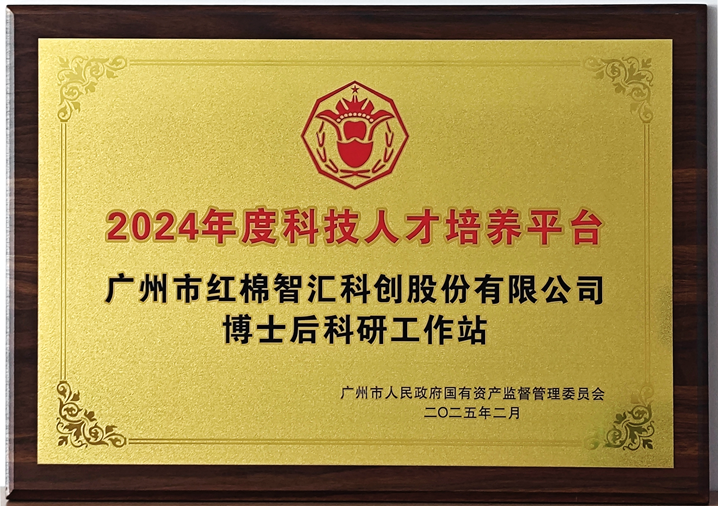 2024年度科技人才培养平台
广州市红棉智汇科创股份有限公司
博士后科研工作站
广州市人民政府国有资产监督管理委员会
二〇二五年二月